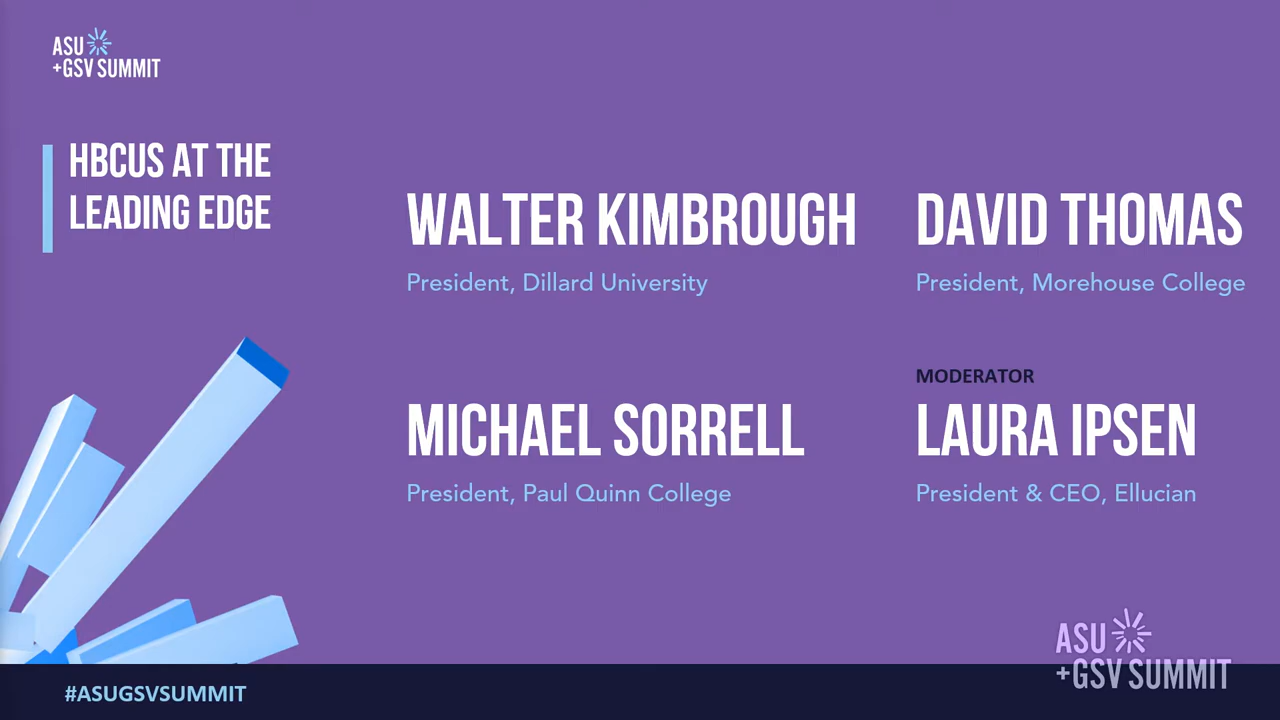 ASU
+GSV SUMMIT
HBCUS AT THE
LEADING EDGE
WALTER KIMBROUGH
President, Dillard University
DAVID THOMAS
President, Morehouse College
MICHAEL SORRELL
President, Paul Quinn College
MODERATOR
LAURA IPSEN
President & CEO, Ellucian
#ASUGSVSUMMIT
ASU
+GSV SUMMIT